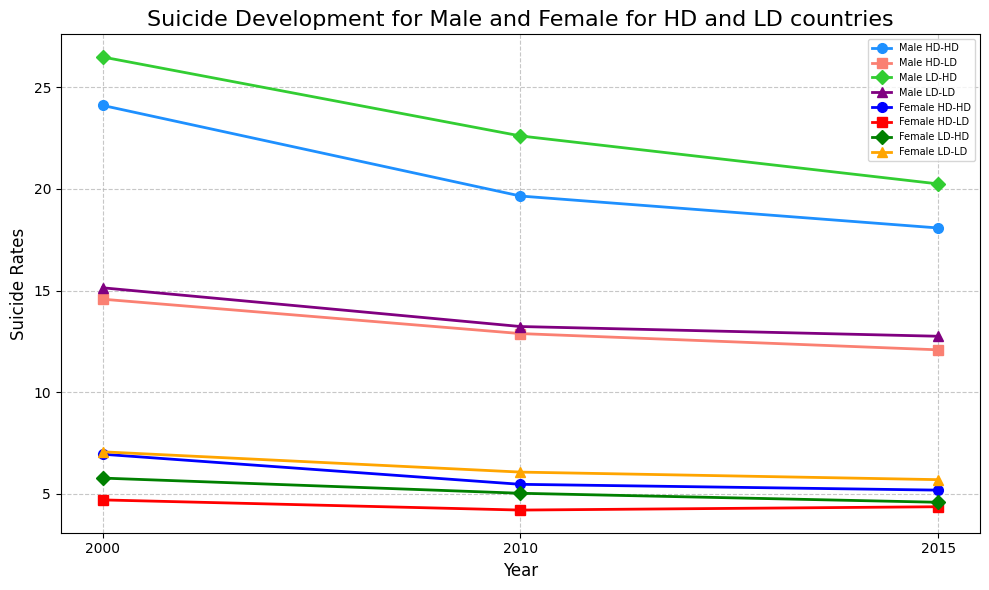 Suicide Development for Male and Female for HD and LD countries
Male HD-HD
Male HD-LD
Male LD-HD
Male LD-LD
Female HD-HD
Female HD-LD
Female LD-HD
Female LD-LD
Suicide Rates
25
20
15
10
5
2000
2010
2015
Year